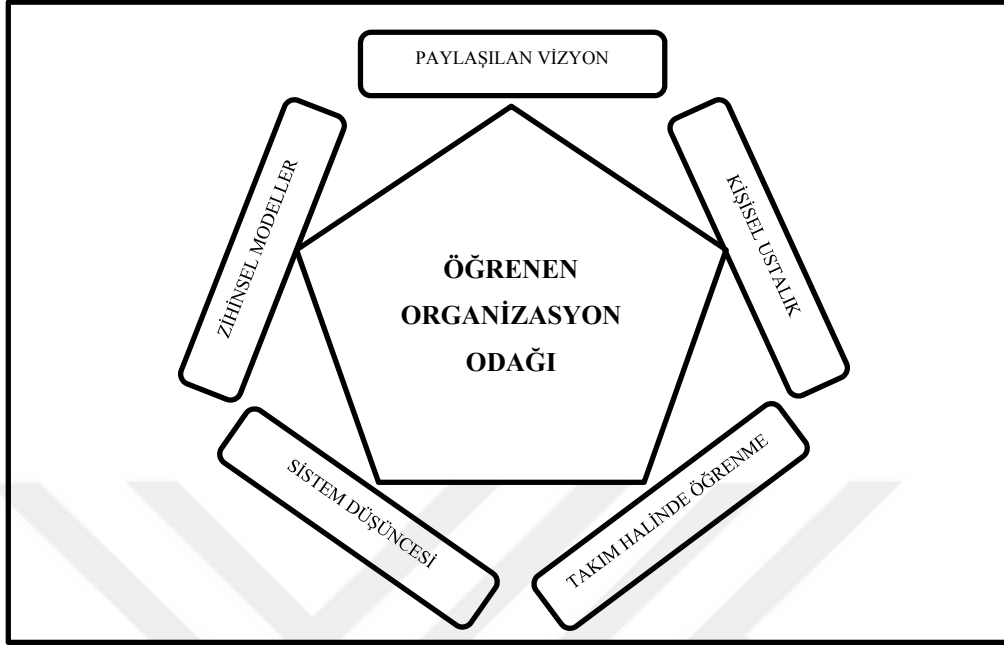 PAYLAŞILAN VİZYON
ZİHİNSEL MODELLER
KİŞİSEL USTALIK
ÖĞRENEN
ORGANİZASYON
ODAĞI
SİSTEM DÜŞÜNCESİ
TAKIM HALİNDE ÖĞRENME